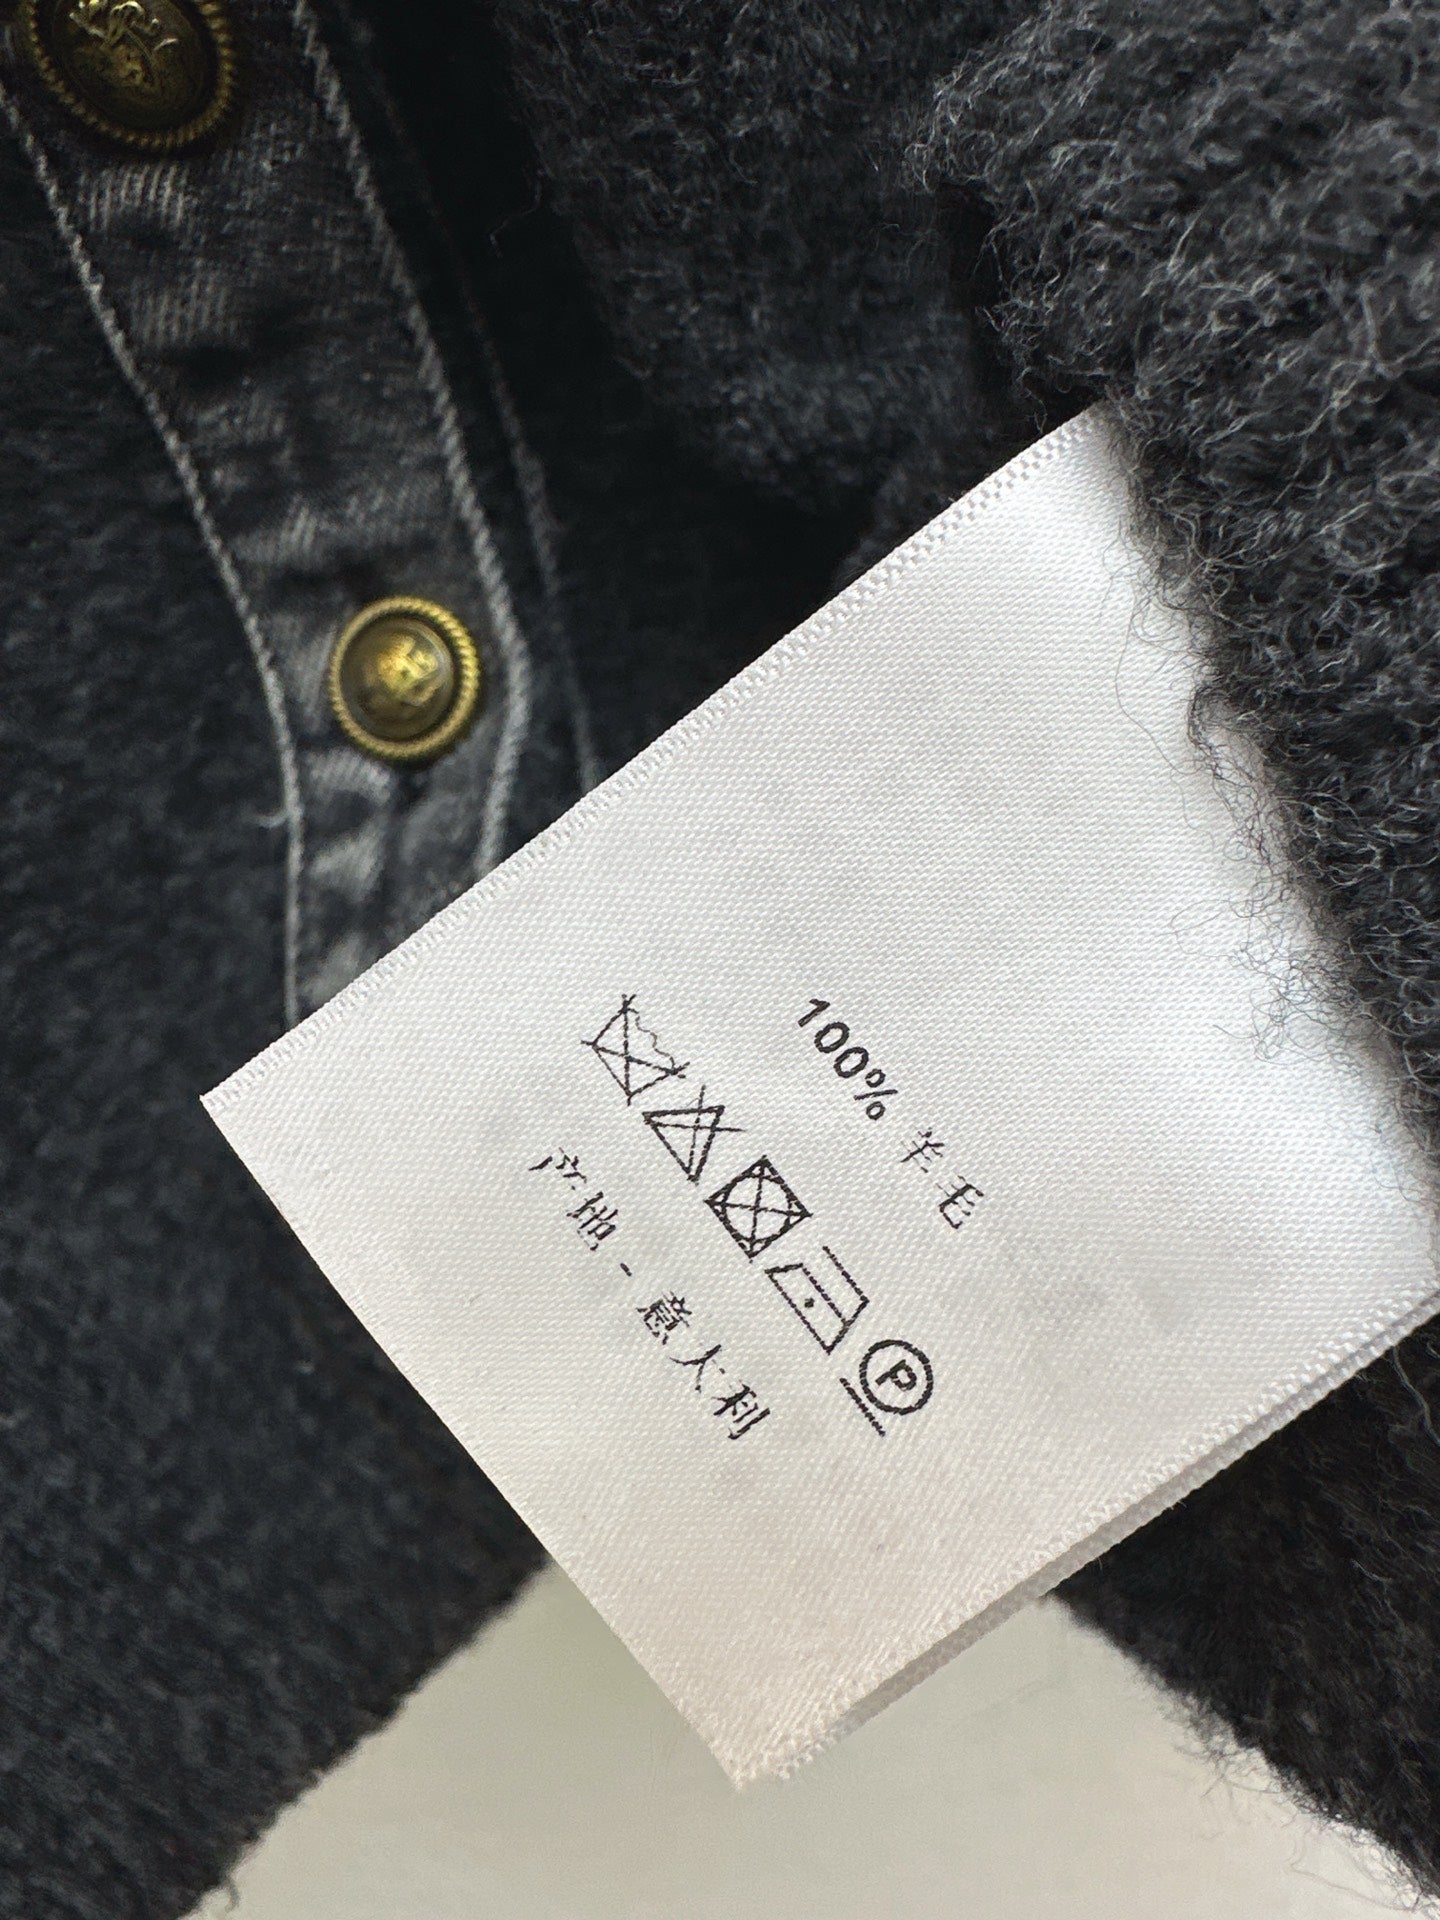 100% 羊毛
P
产地 - 意大利